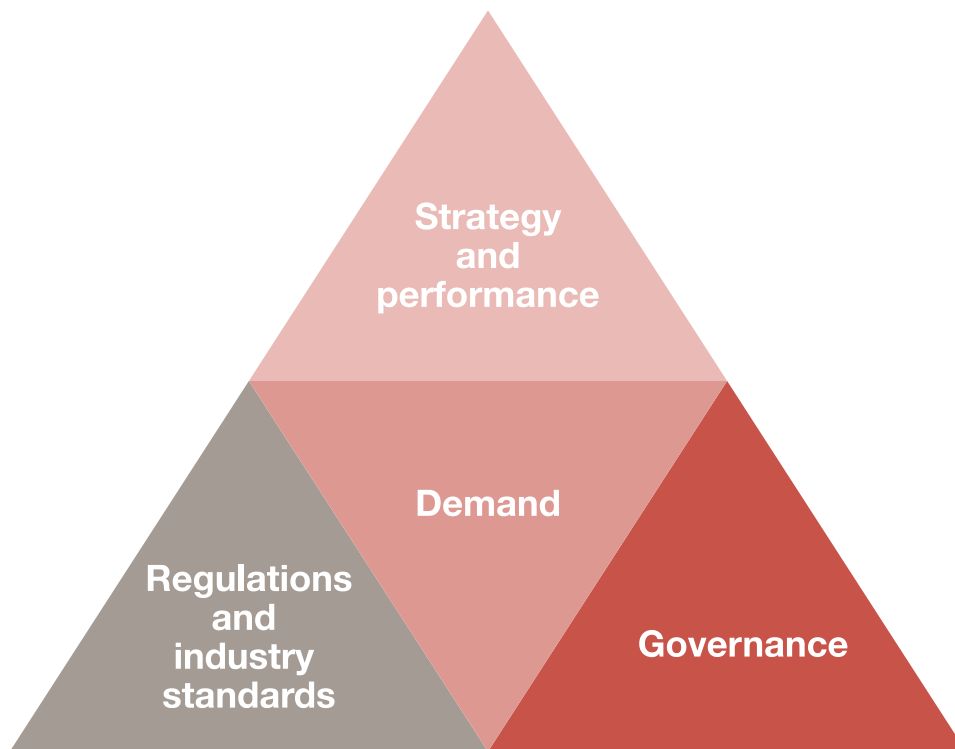 Strategy
and
performance
Demand
Regulations
and
industry
standards
Governance